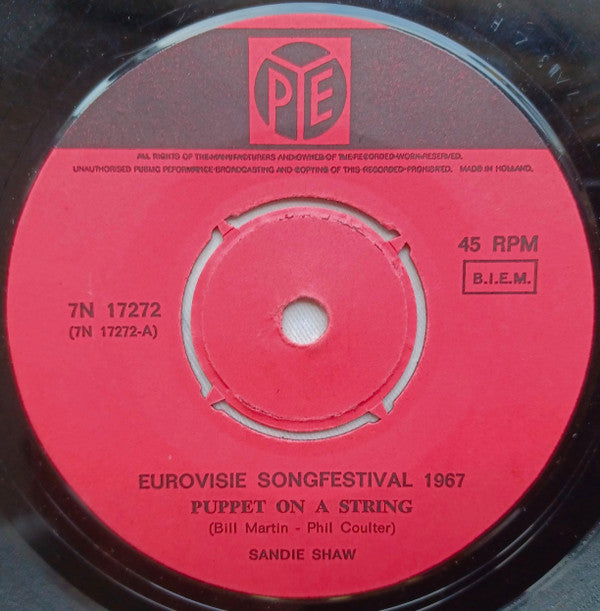 PYE
ALL RIGHTS OF THE MANUFACTURERS AND OWNER OF THE RECORDED WORK RESERVED.
UNAUTHORISED PUBLIC PEFORMANCE BROADCASTING AND COPYING OF THIS RECORDED PROHIBITED. MADE IN HOLLAND.
45 RPM
B.I.E.M.
7N 17272
(7N 17272-A)
EUROVISIE SONGFESTIVAL 1967
PUPPET ON A STRING
(Bill Martin - Phil Coulter)
SANDIE SHAW